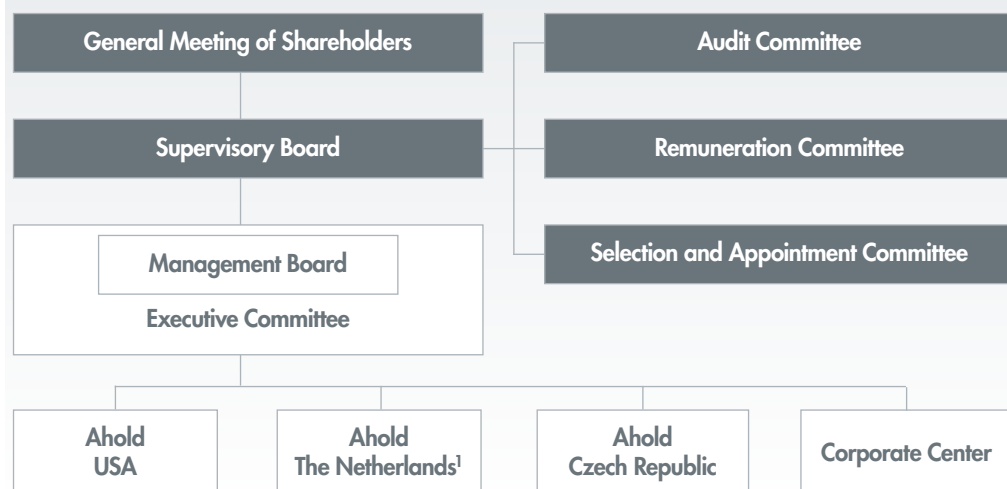 General Meeting of Shareholders
Audit Committee
Supervisory Board
Remuneration Committee
Selection and Appointment Committee
Management Board
Executive Committee
Ahold
USA
Ahold
The Netherlands¹
Ahold
Czech Republic
Corporate Center